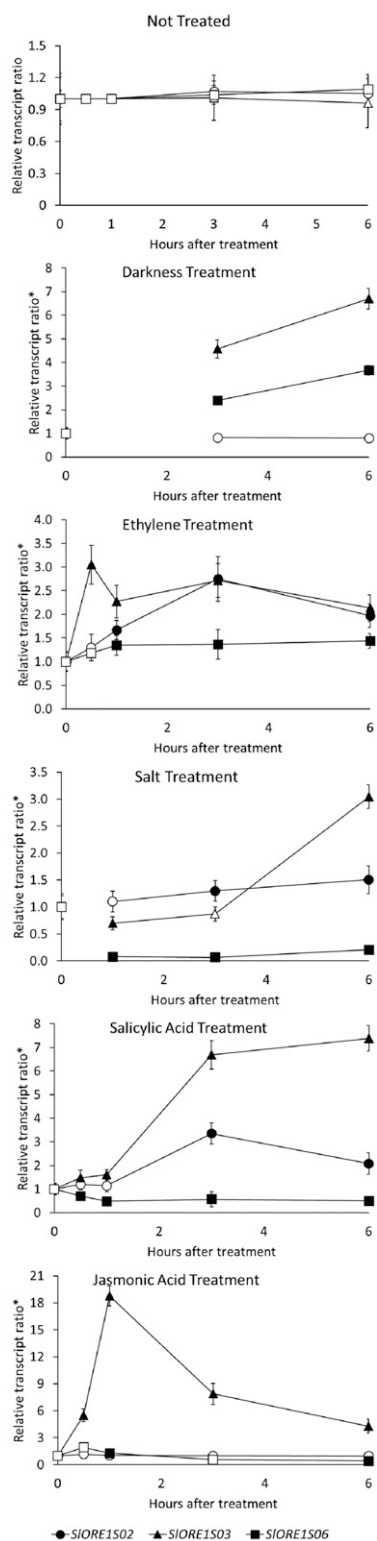 Not Treated
Relative transcript ratio
1.5
1.2
0.9
0.6
0.3
0
0 1 2 3 4 5 6
Hours after treatment
Darkness Treatment
Relative transcript ratio*
8
7
6
5
4
3
2
1
0
0 2 4 6
Hours after treatment
Ethylene Treatment
Relative transcript ratio*
4.0
3.5
3.0
2.5
2.0
1.5
1.0
0.5
0.0
0 2 4 6
Hours after treatment
Salt Treatment
Relative transcript ratio*
3.5
3.0
2.5
2.0
1.5
1.0
0.5
0.0
0 2 4 6
Hours after treatment
Salicylic Acid Treatment
Relative transcript ratio*
8
7
6
5
4
3
2
1
0
0 1 2 3 4 5 6
Hours after treatment
Jasmonic Acid Treatment
Relative transcript ratio*
21
18
15
12
9
6
3
0
0 1 2 3 4 5 6
Hours after treatment
SlORE1S02 SlORE1S03 SlORE1S06